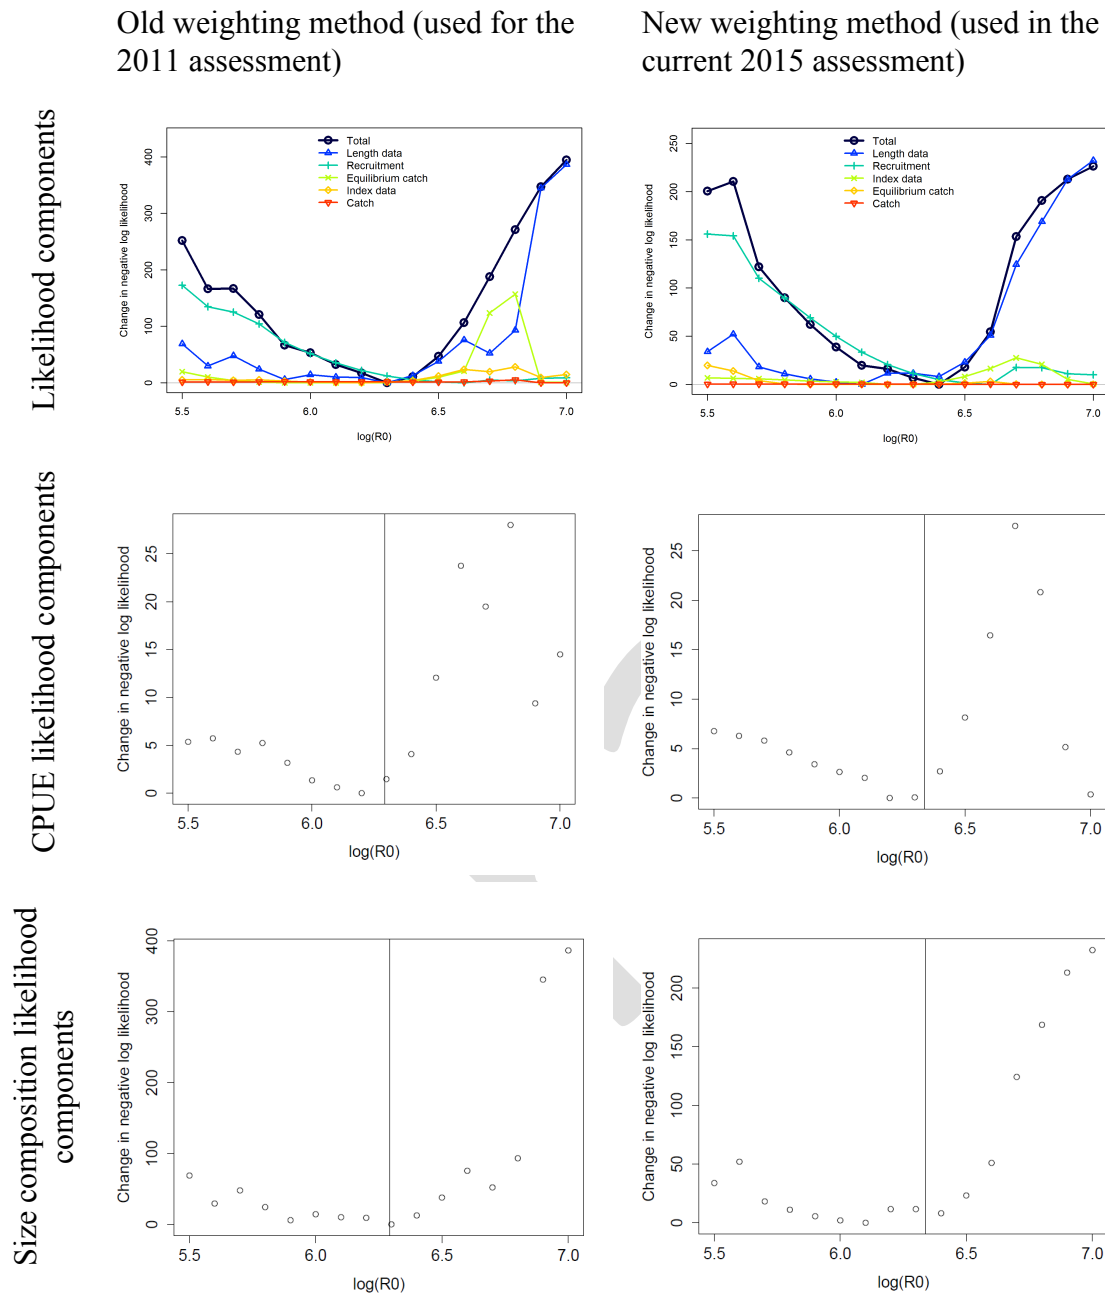 Old weighting method (used for the
2011 assessment)
New weighting method (used in the
current 2015 assessment)
Likelihood components
Change in negative log likelihood
400
300
200
100
0
Total
Length data
Recruitment
Equilibrium catch
Index data
Catch
5.5 6.0 6.5 7.0
log(R0)
Change in negative log likelihood
250
200
150
100
50
0
Total
Length data
Recruitment
Index data
Equilibrium catch
Catch
5.5 6.0 6.5 7.0
log(R0)
CPUE likelihood components
Change in negative log likelihood
25
20
15
10
5
0
5.5 6.0 6.5 7.0
log(R0)
Change in negative log likelihood
25
20
15
10
5
0
5.5 6.0 6.5 7.0
log(R0)
Size composition likelihood
components
Change in negative log likelihood
400
300
200
100
0
5.5 6.0 6.5 7.0
log(R0)
Change in negative log likelihood
200
150
100
50
0
5.5 6.0 6.5 7.0
log(R0)